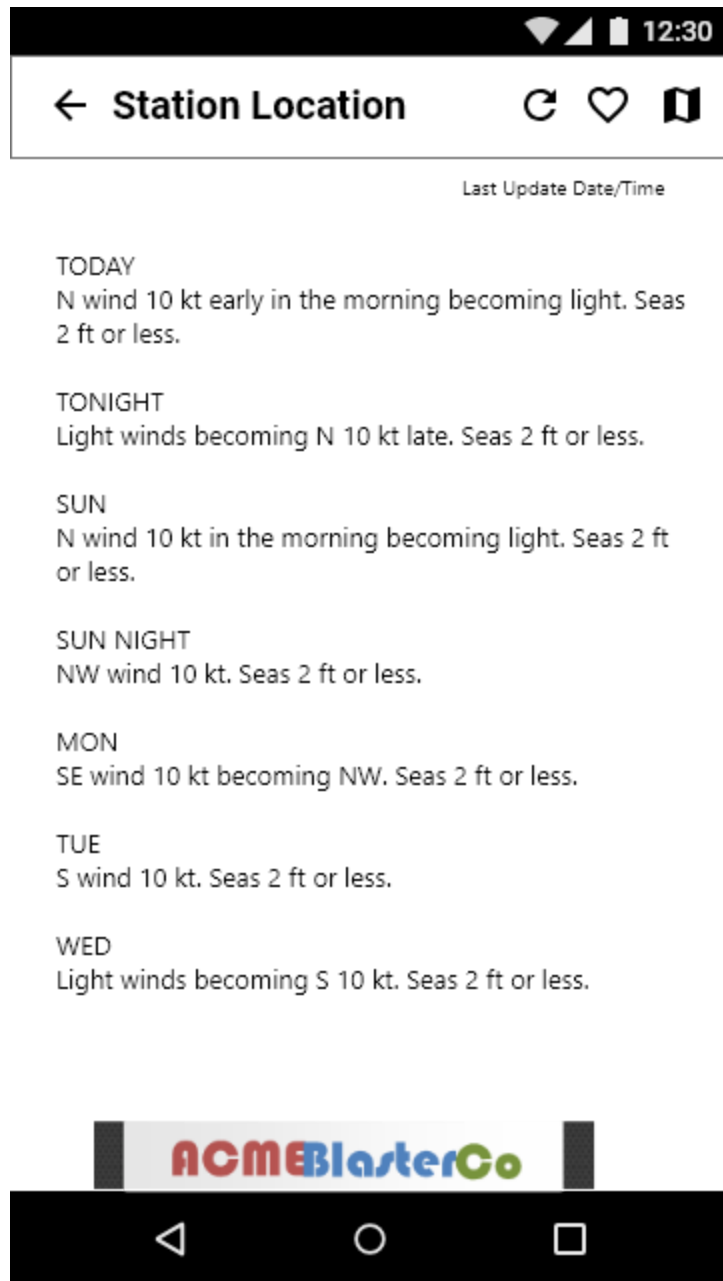 12:30
Station Location
Last Update Date/Time
TODAY
N wind 10 kt early in the morning becoming light. Seas
2 ft or less.
TONIGHT
Light winds becoming N 10 kt late. Seas 2 ft or less.
SUN
N wind 10 kt in the morning becoming light. Seas 2 ft
or less.
SUN NIGHT
NW wind 10 kt. Seas 2 ft or less.
MON
SE wind 10 kt becoming NW. Seas 2 ft or less.
TUE
S wind 10 kt. Seas 2 ft or less.
WED
Light winds becoming S 10 kt. Seas 2 ft or less.
ACMEBlasterCo